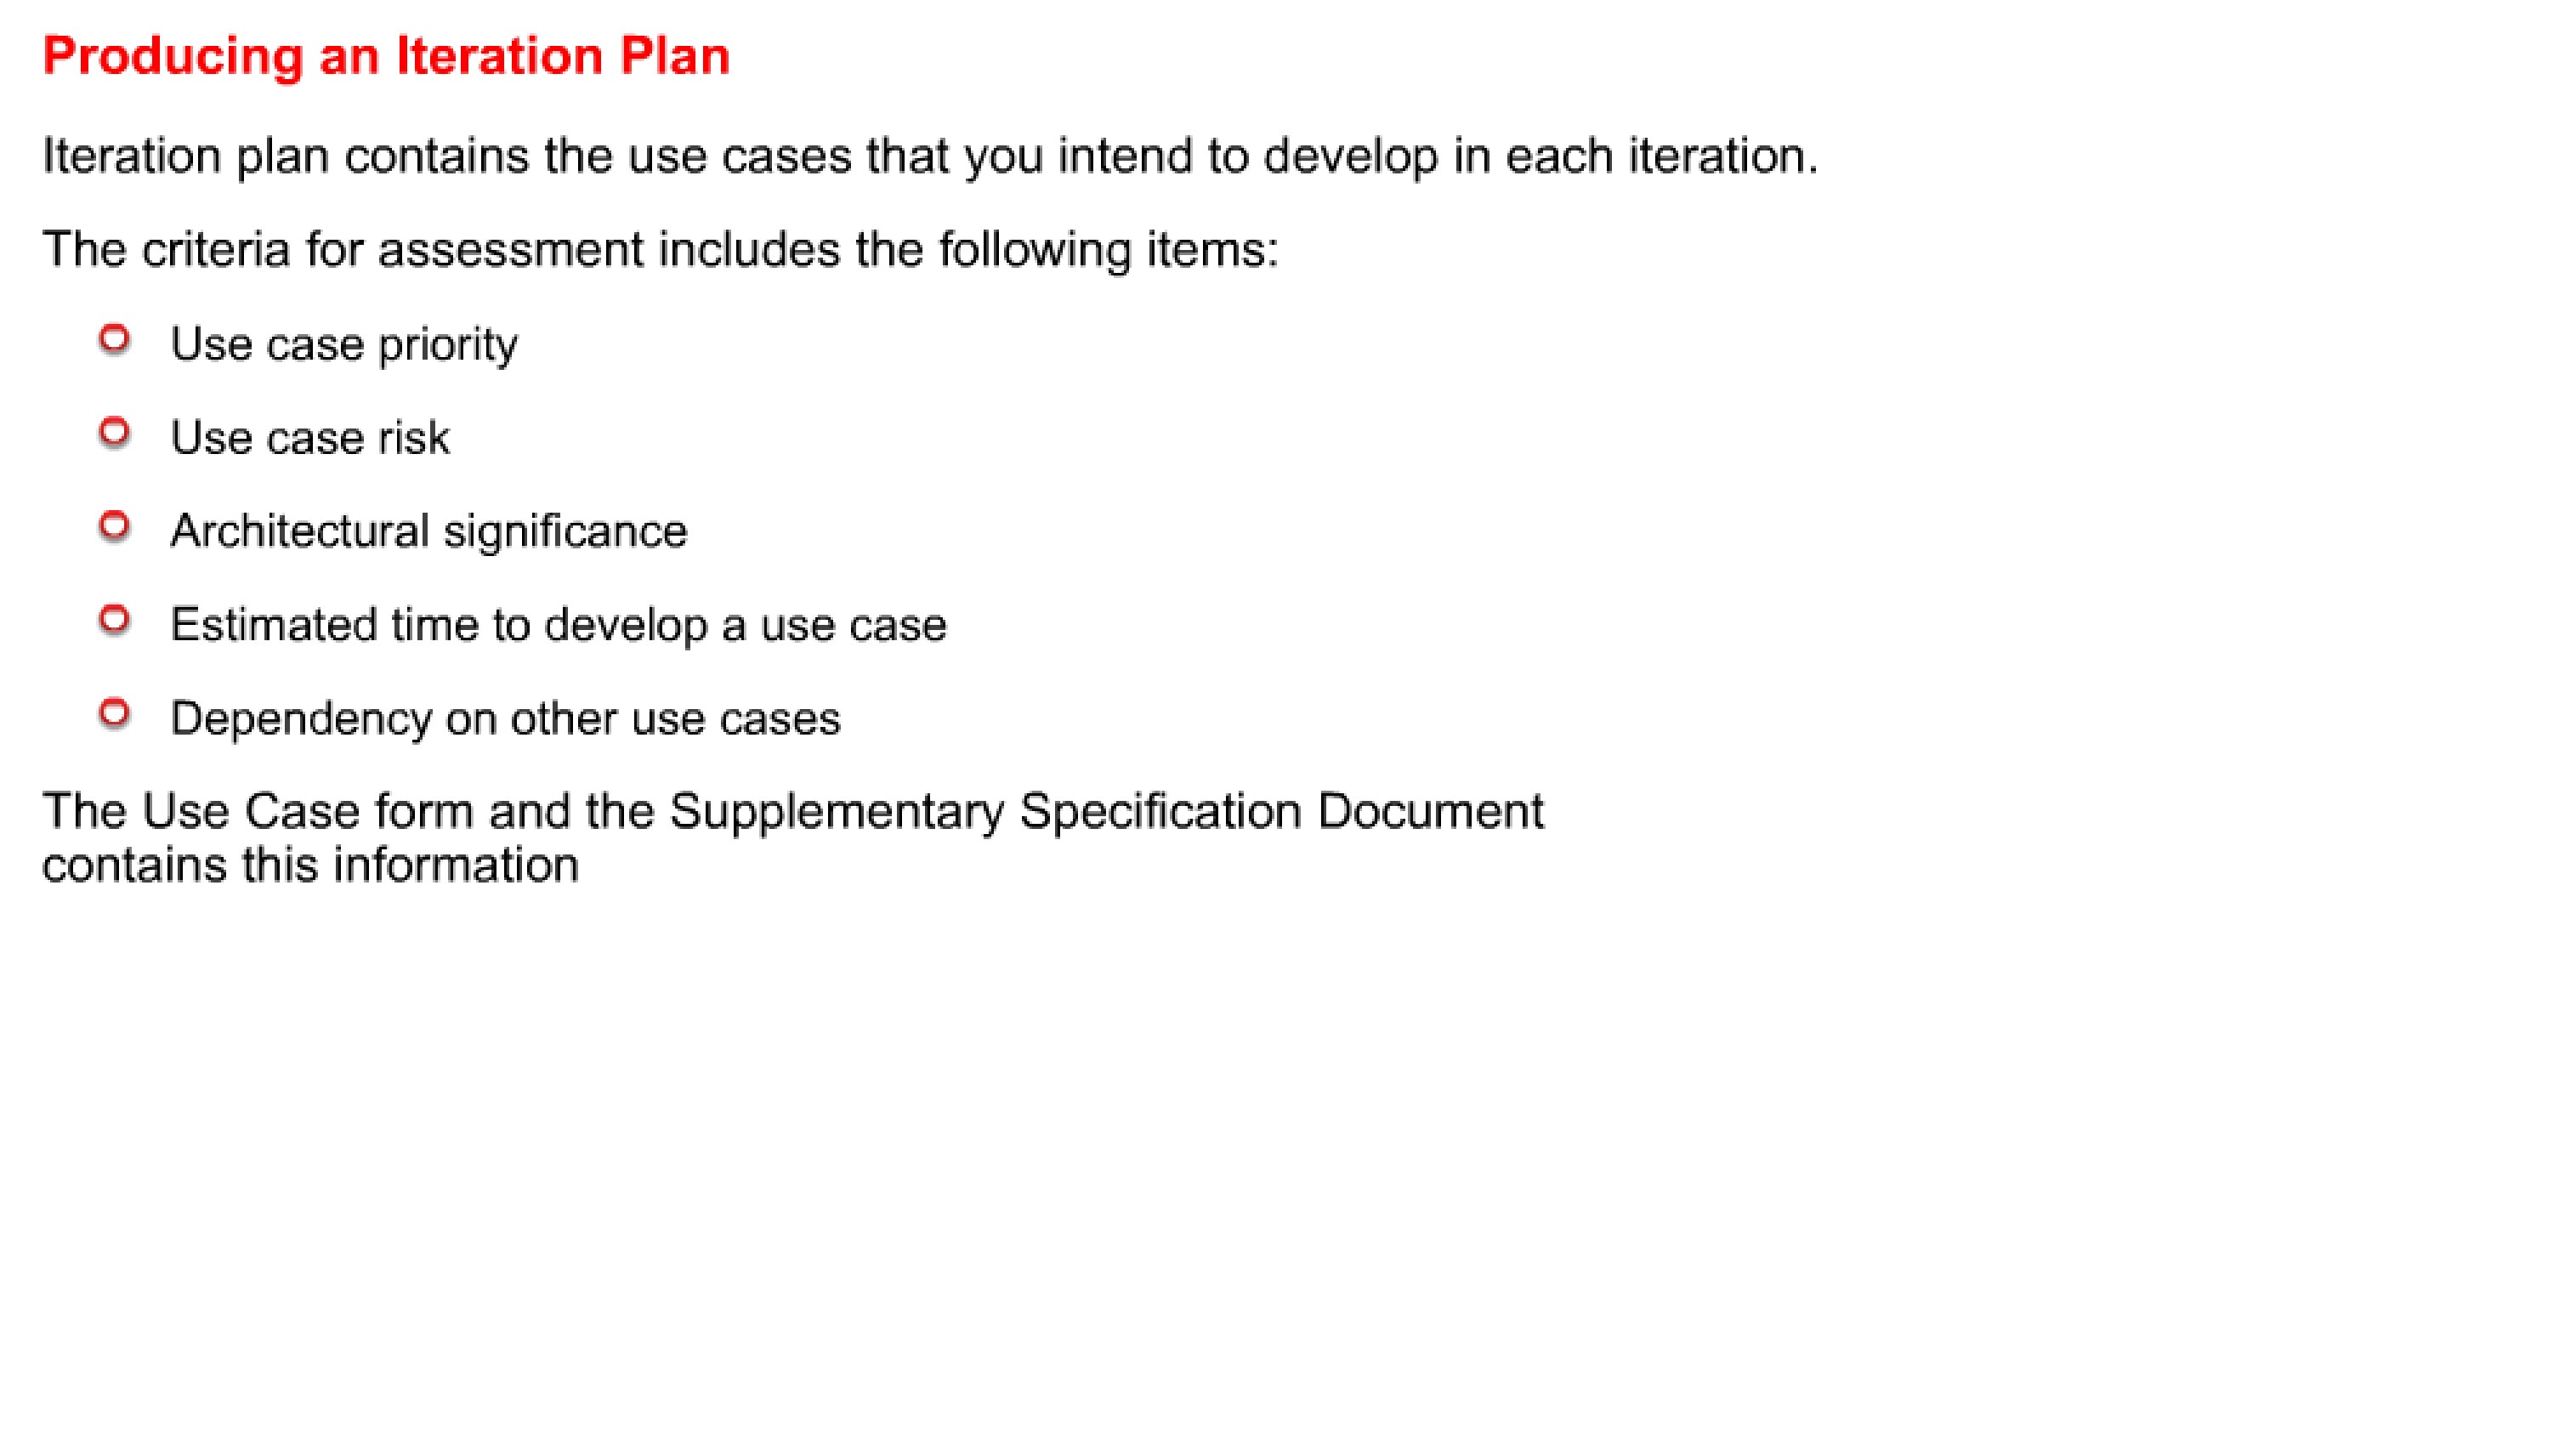 Producing an Iteration Plan
Iteration plan contains the use cases that you intend to develop in each iteration.
The criteria for assessment includes the following items:
Use case priority
Use case risk
Architectural significance
Estimated time to develop a use case
Dependency on other use cases
The Use Case form and the Supplementary Specification Document
contains this information